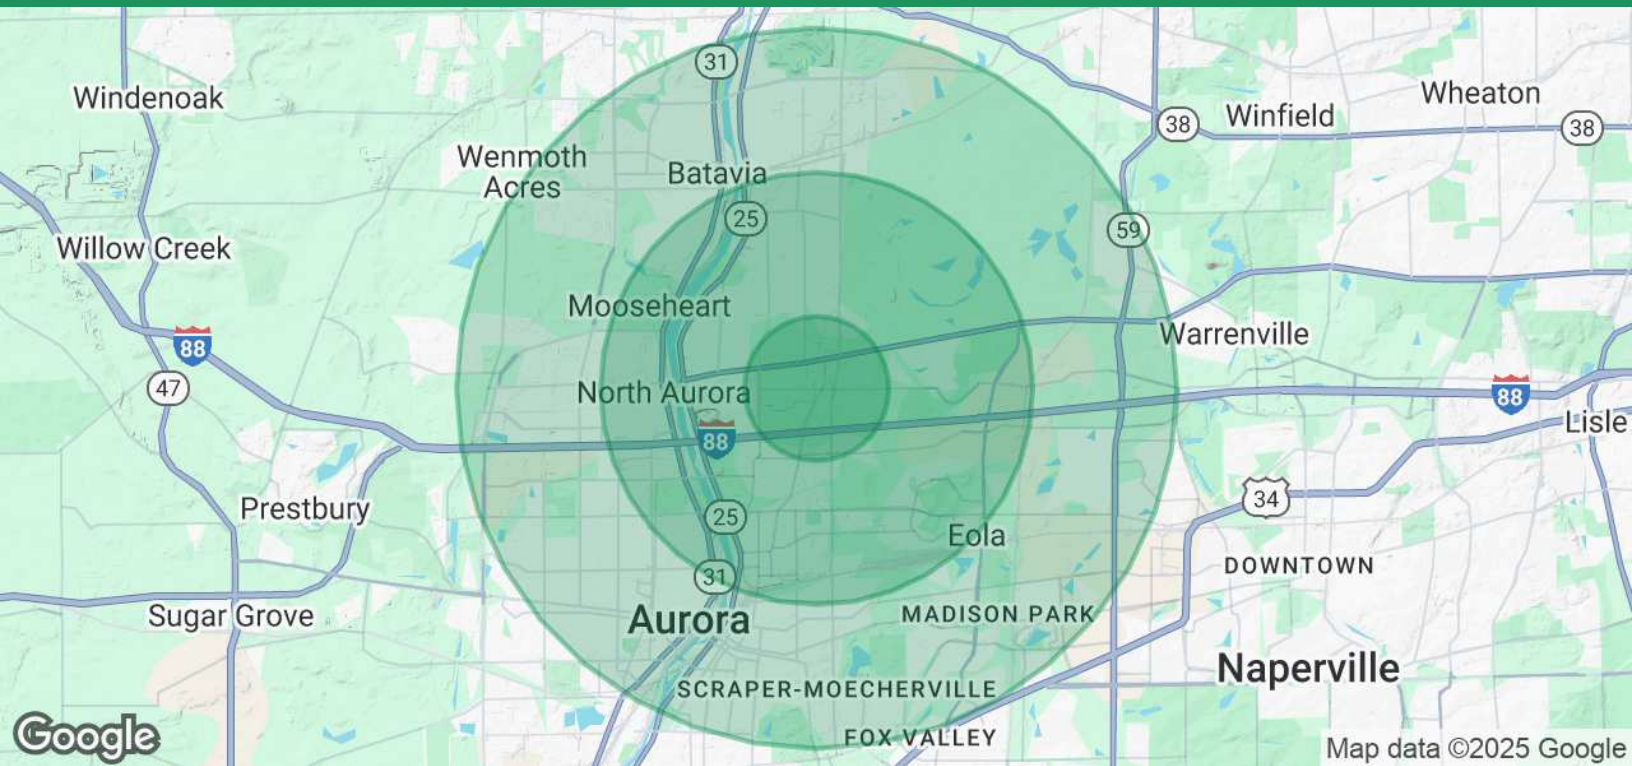 31
Windenoak
Wheaton
Winfield
38
38
Wenmoth
Acres
Batavia
25
59
Willow Creek
Mooseheart
Warrenville
88
47
North Aurora
88
88
Lisle
Prestbury
34
25
Eola
DOWNTOWN
31
Sugar Grove
Aurora
MADISON PARK
Naperville
SCRAPER-MOECHERVILLE
Google
FOX VALLEY
Map data ©2025 Google